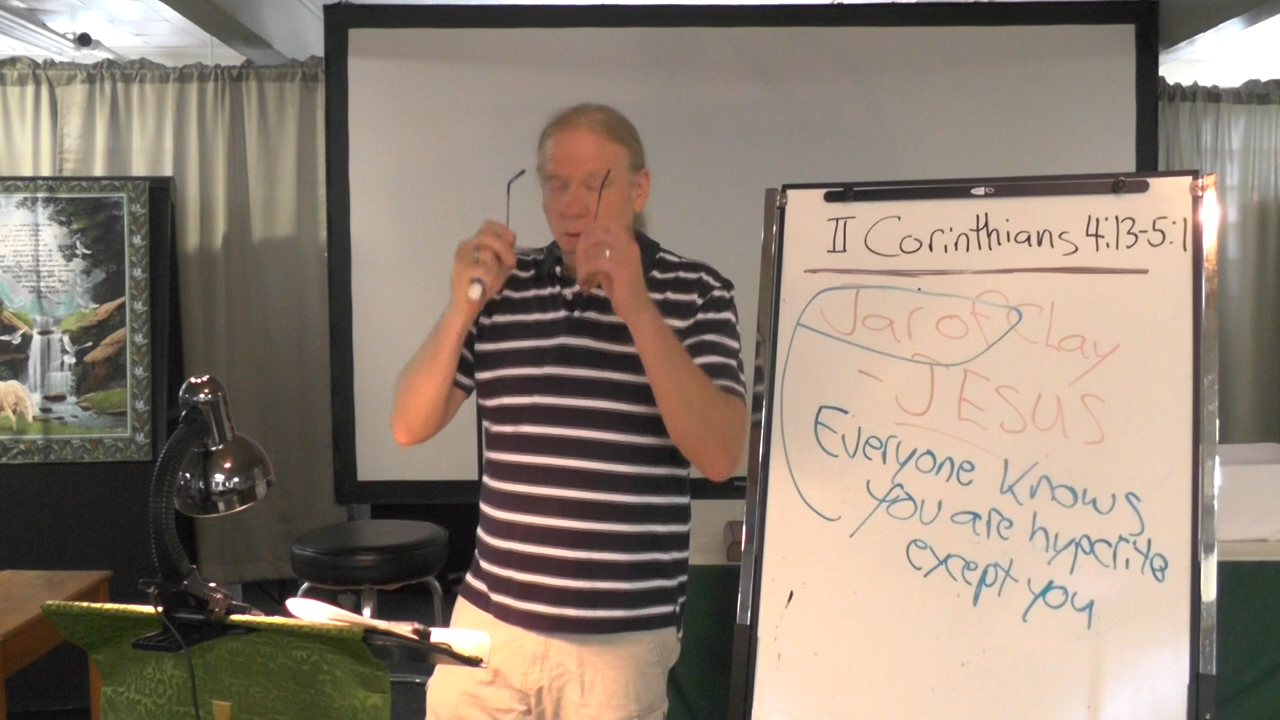 II Corinthians 4:13-5:1
Jar of Clay
- JESUS
Everyone Knows
you are hypcrite
except you